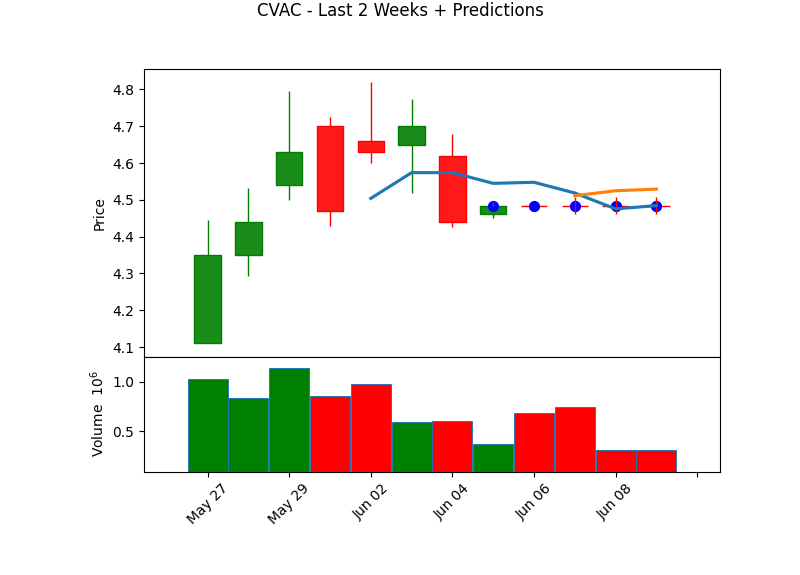 CVAC - Last 2 Weeks + Predictions
4.8
4.7
4.6
4.5
4.4
4.3
4.2
4.1
Price
1.0
0.5
Volume 10^6
May 27
May 29
Jun 02
Jun 04
Jun 06
Jun 08